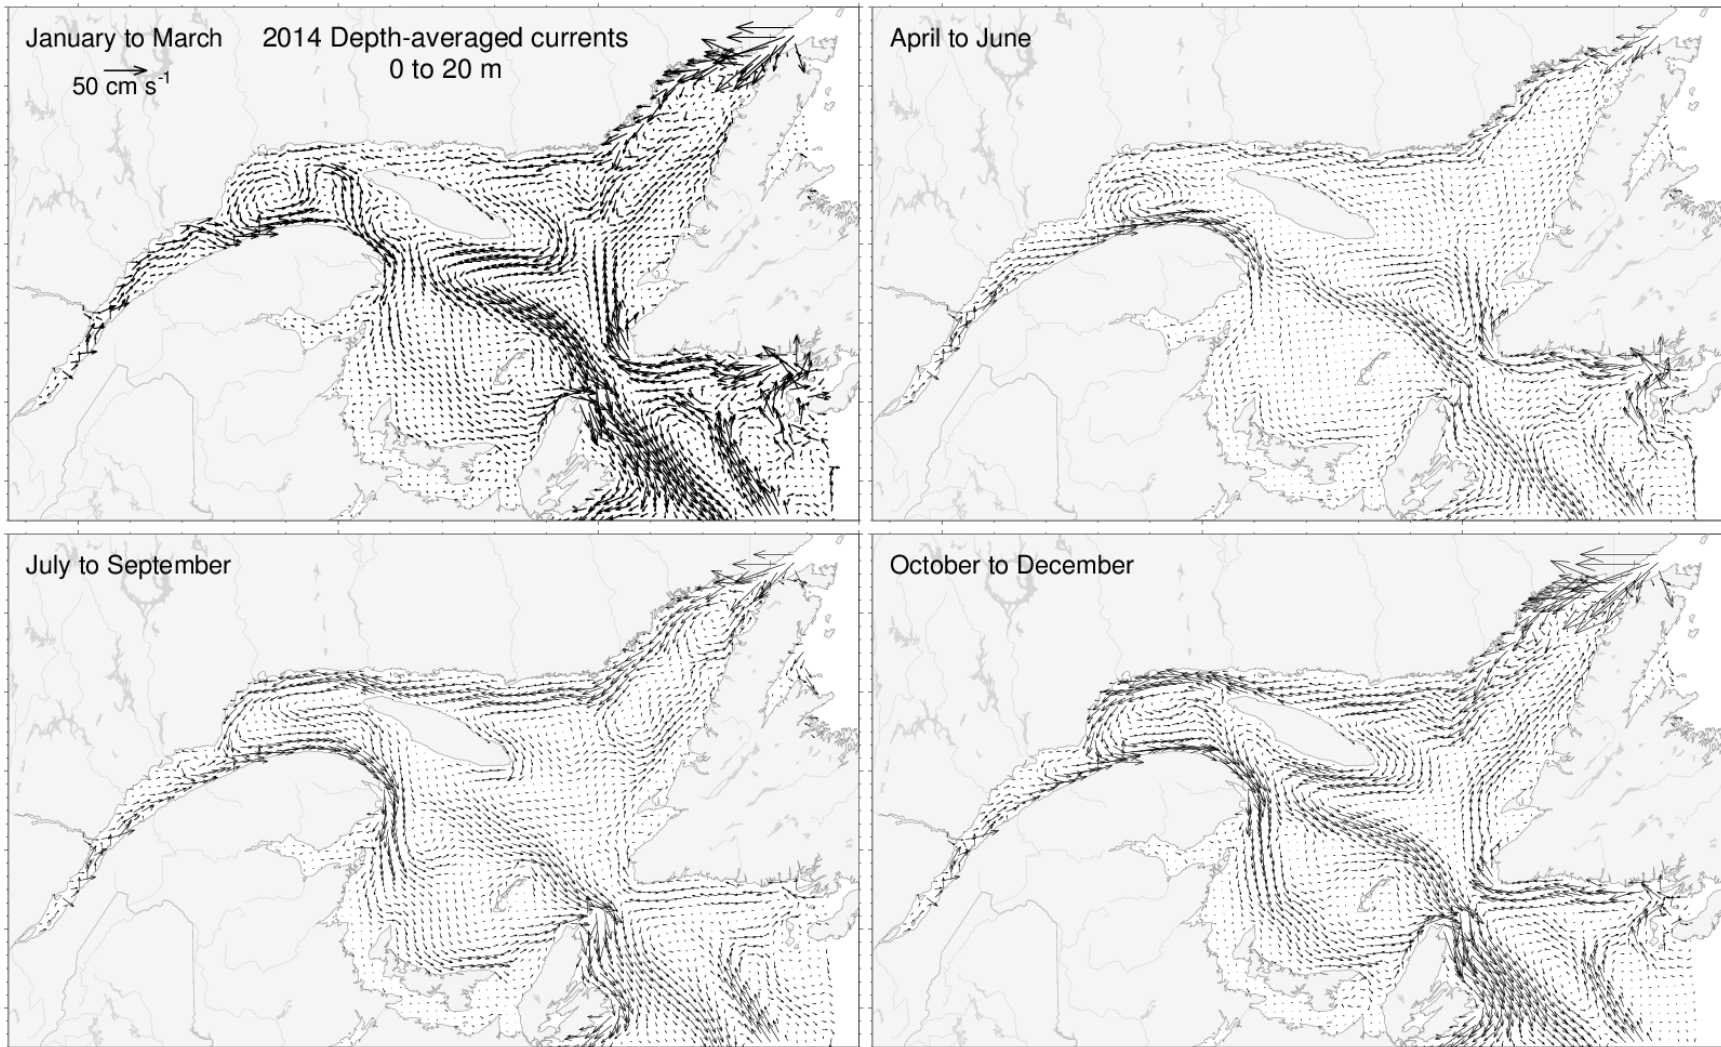 January to March
2014 Depth-averaged currents
0 to 20 m
50 cm s⁻¹
April to June
July to September
October to December